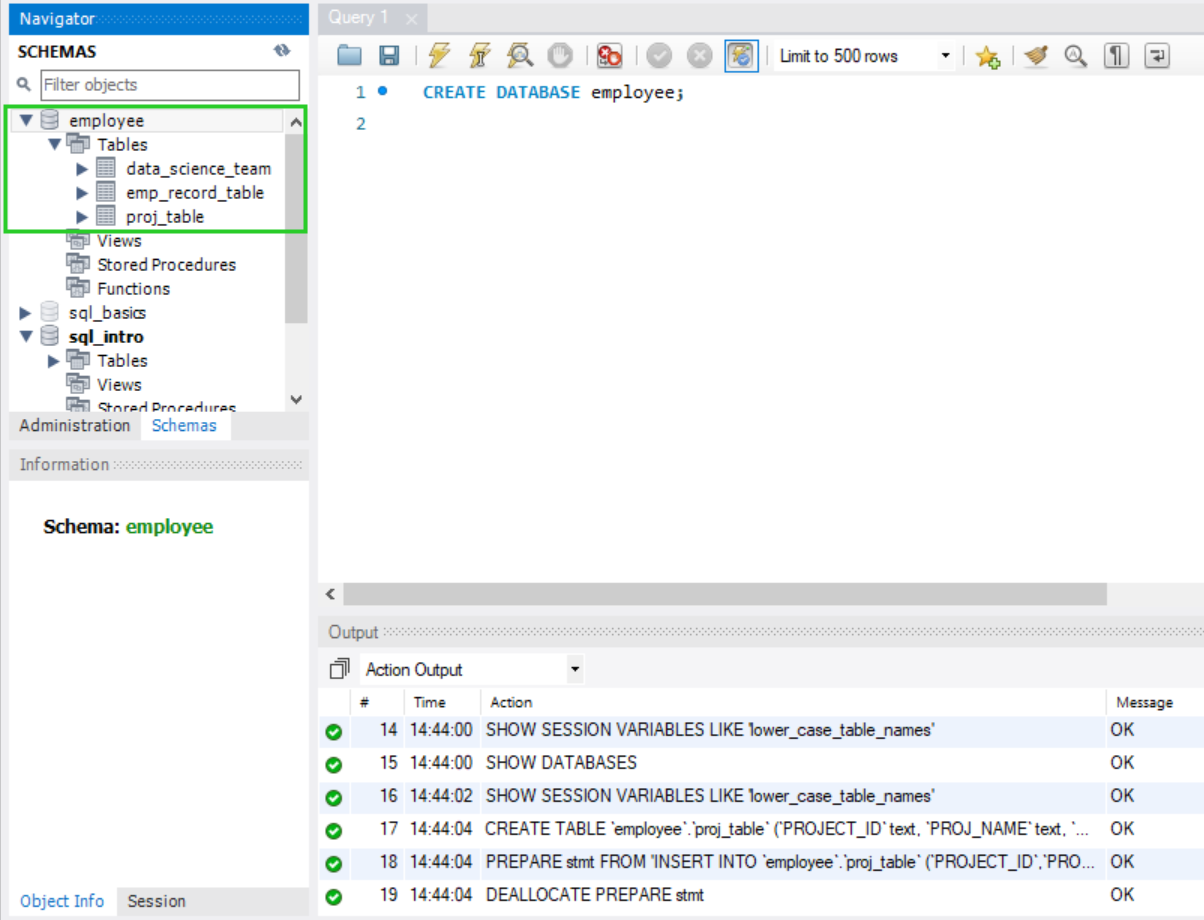 Navigator
SCHEMAS
Filter objects
employee
Tables
data_science_team
emp_record_table
proj_table
Views
Stored Procedures
Functions
sql_basics
sql_intro
Tables
Views
Stored Procedures
Administration Schemas
Information
Schema: employee
Object Info Session
Query 1
Limit to 500 rows
1 CREATE DATABASE employee;
2
Output
Action Output
# Time Action Message
14 14:44:00 SHOW SESSION VARIABLES LIKE 'lower_case_table_names' OK
15 14:44:00 SHOW DATABASES OK
16 14:44:02 SHOW SESSION VARIABLES LIKE 'lower_case_table_names' OK
17 14:44:04 CREATE TABLE `employee`.`proj_table` (`PROJECT_ID` text, `PROJ_NAME` text, `... OK
18 14:44:04 PREPARE stmt FROM 'INSERT INTO `employee`.`proj_table` (`PROJECT_ID`,`PRO... OK
19 14:44:04 DEALLOCATE PREPARE stmt OK